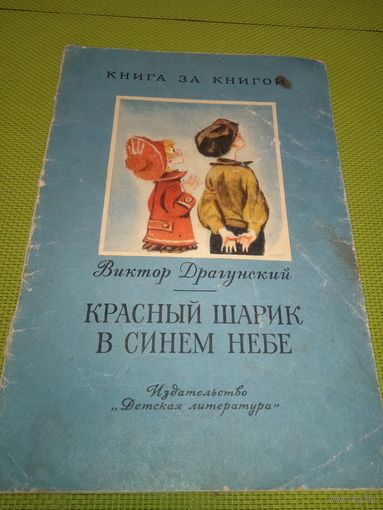 КНИГА ЗА КНИГОЙ
Виктор Драгунский
КРАСНЫЙ ШАРИК
В СИНЕМ НЕБЕ
Издательство
„Детская литература"